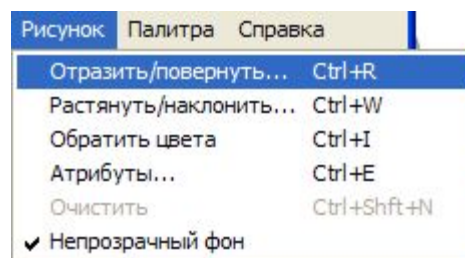 Рисунок Палитра Справка
Отразить/повернуть... Ctrl+R
Растянуть/наклонить... Ctrl+W
Обратить цвета Ctrl+I
Атрибуты... Ctrl+E
Очистить Ctrl+Shft+N
Непрозрачный фон